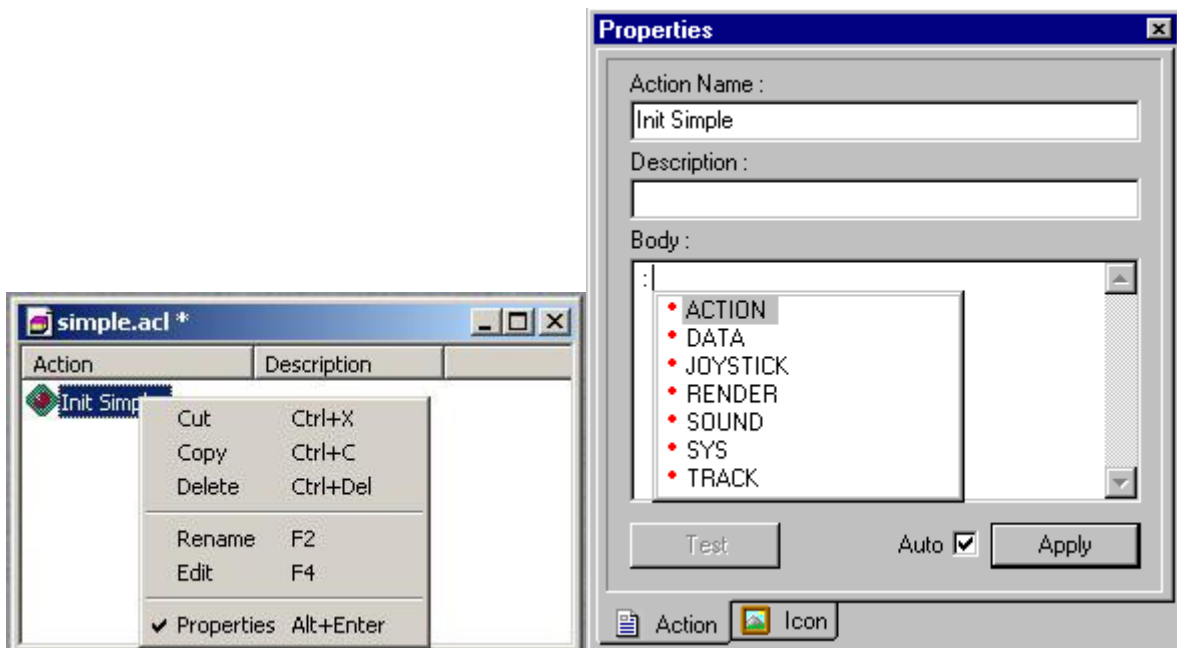 simple.acl *
Action Description
Init Simp
Cut Ctrl+X
Copy Ctrl+C
Delete Ctrl+Del
Rename F2
Edit F4
Properties Alt+Enter
Properties
Action Name :
Init Simple
Description :
Body :
:
ACTION
DATA
JOYSTICK
RENDER
SOUND
SYS
TRACK
Test Auto Apply
Action Icon